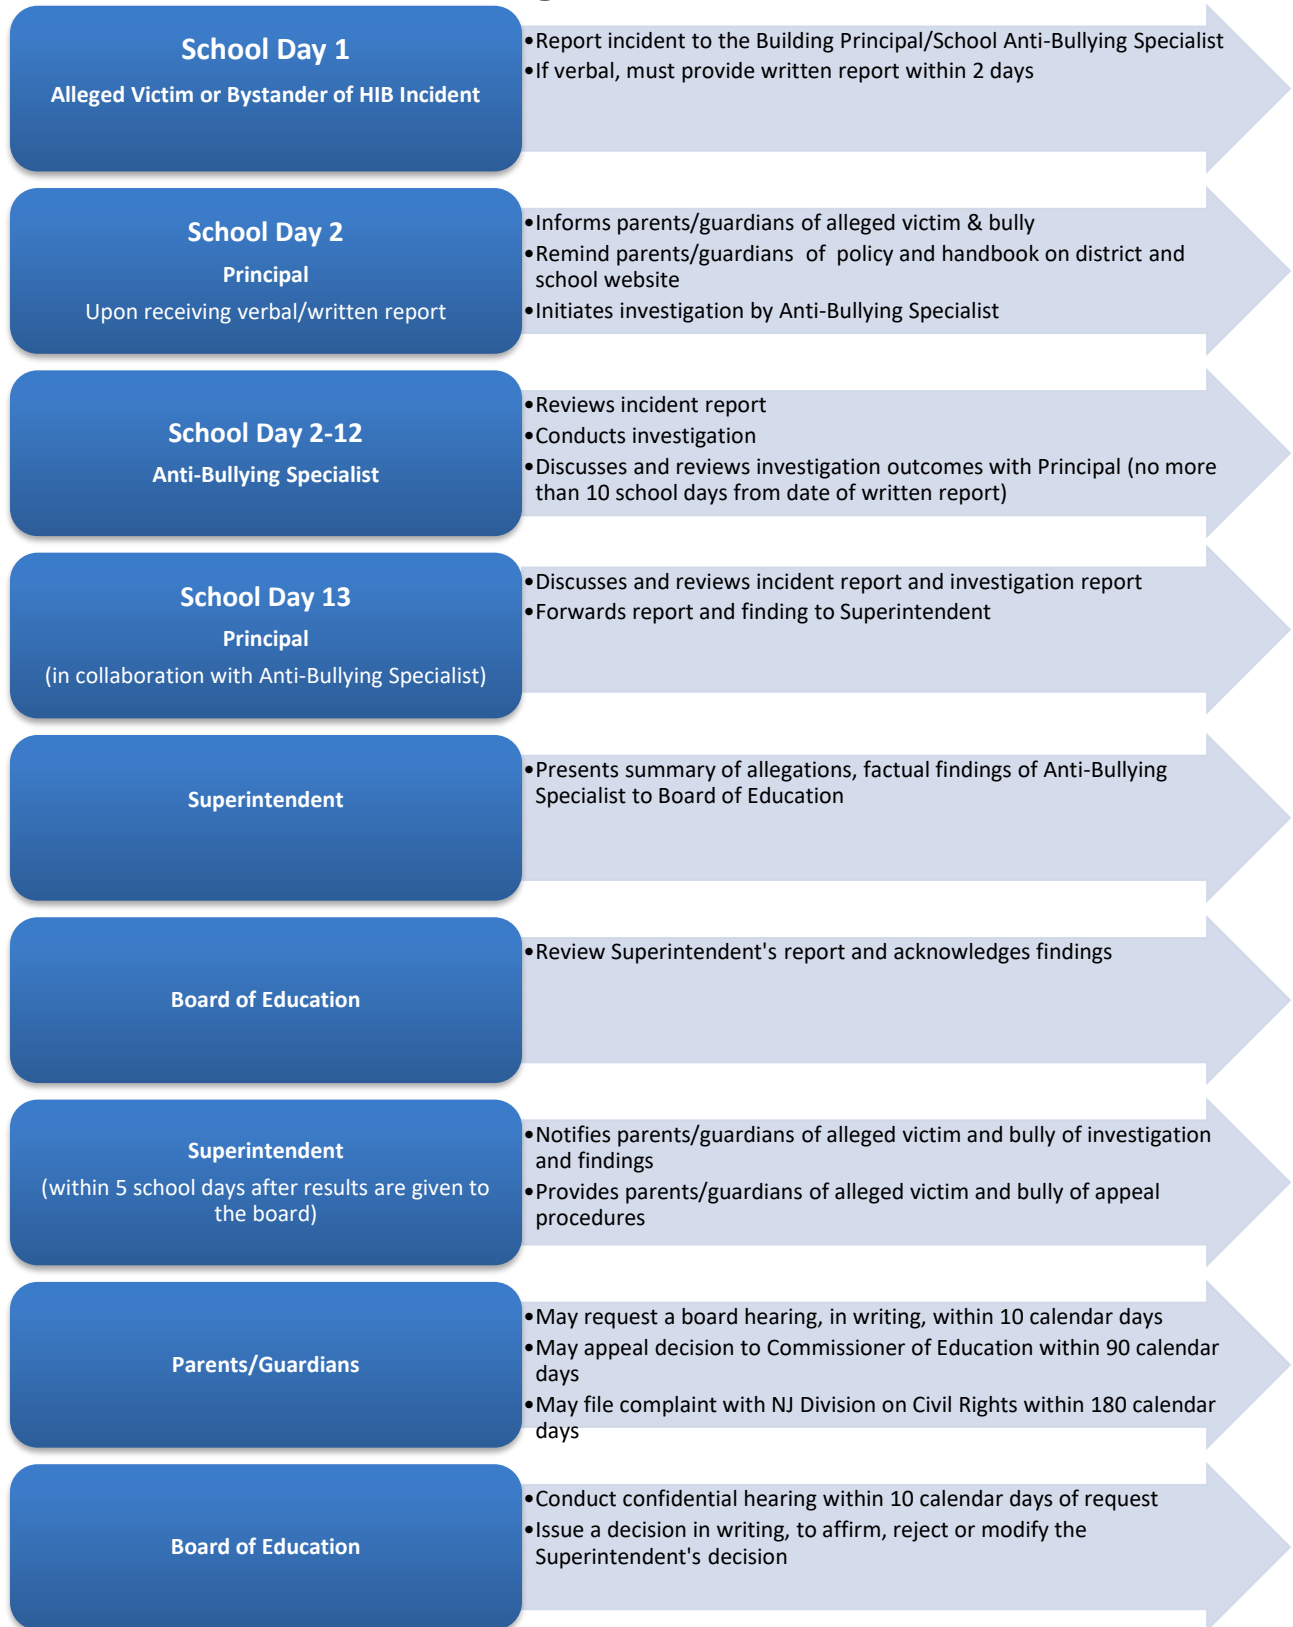 School Day 1
Alleged Victim or Bystander of HIB Incident
•Report incident to the Building Principal/School Anti-Bullying Specialist
•If verbal, must provide written report within 2 days
School Day 2
Principal
Upon receiving verbal/written report
•Informs parents/guardians of alleged victim & bully
•Remind parents/guardians of policy and handbook on district and
school website
•Initiates investigation by Anti-Bullying Specialist
School Day 2-12
Anti-Bullying Specialist
•Reviews incident report
•Conducts investigation
•Discusses and reviews investigation outcomes with Principal (no more
than 10 school days from date of written report)
School Day 13
Principal
(in collaboration with Anti-Bullying Specialist)
•Discusses and reviews incident report and investigation report
•Forwards report and finding to Superintendent
Superintendent
•Presents summary of allegations, factual findings of Anti-Bullying
Specialist to Board of Education
Board of Education
•Review Superintendent's report and acknowledges findings
Superintendent
(within 5 school days after results are given to
the board)
•Notifies parents/guardians of alleged victim and bully of investigation
and findings
•Provides parents/guardians of alleged victim and bully of appeal
procedures
Parents/Guardians
•May request a board hearing, in writing, within 10 calendar days
•May appeal decision to Commissioner of Education within 90 calendar
days
•May file complaint with NJ Division on Civil Rights within 180 calendar
days
Board of Education
•Conduct confidential hearing within 10 calendar days of request
•Issue a decision in writing, to affirm, reject or modify the
Superintendent's decision